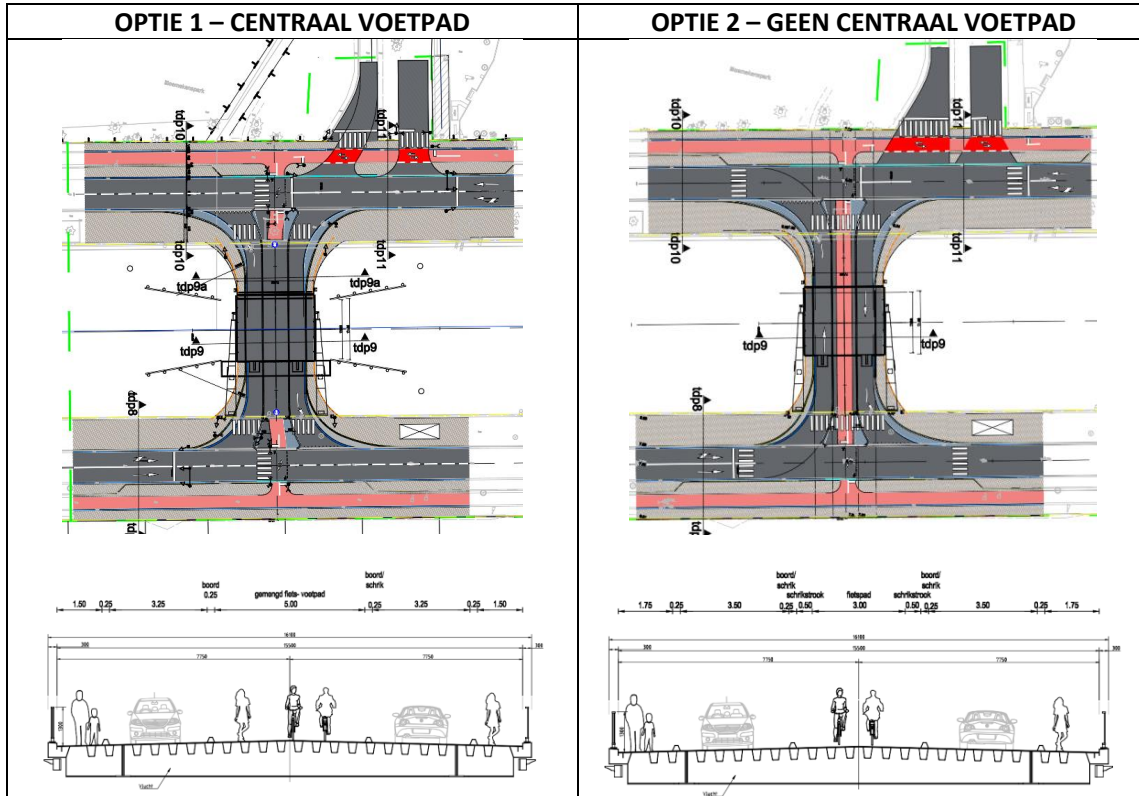 OPTIE 1 – CENTRAAL VOETPAD
OPTIE 2 – GEEN CENTRAAL VOETPAD
tdp10
tdp11
tdp10
tdp11
tdp9a
tdp9a
tdp9
tdp9
tdp8
tdp10
tdp11
tdp10
tdp11
tdp9
tdp9
tdp8
boord
0.25
gemengd fiets- voetpad
boord/
schrik
1.50 0.25 3.25 5.00 0.25 3.25 0.25 1.50
16100
300 15500 300
7750 7750
1300
boord/
schrik
schrikstrook
fietspad
boord/
schrik
schrikstrook
1.75 0.25 3.50 0.25 0.50 3.00 0.50 0.25 3.50 0.25 1.75
16100
300 15500 300
7750 7750
1300